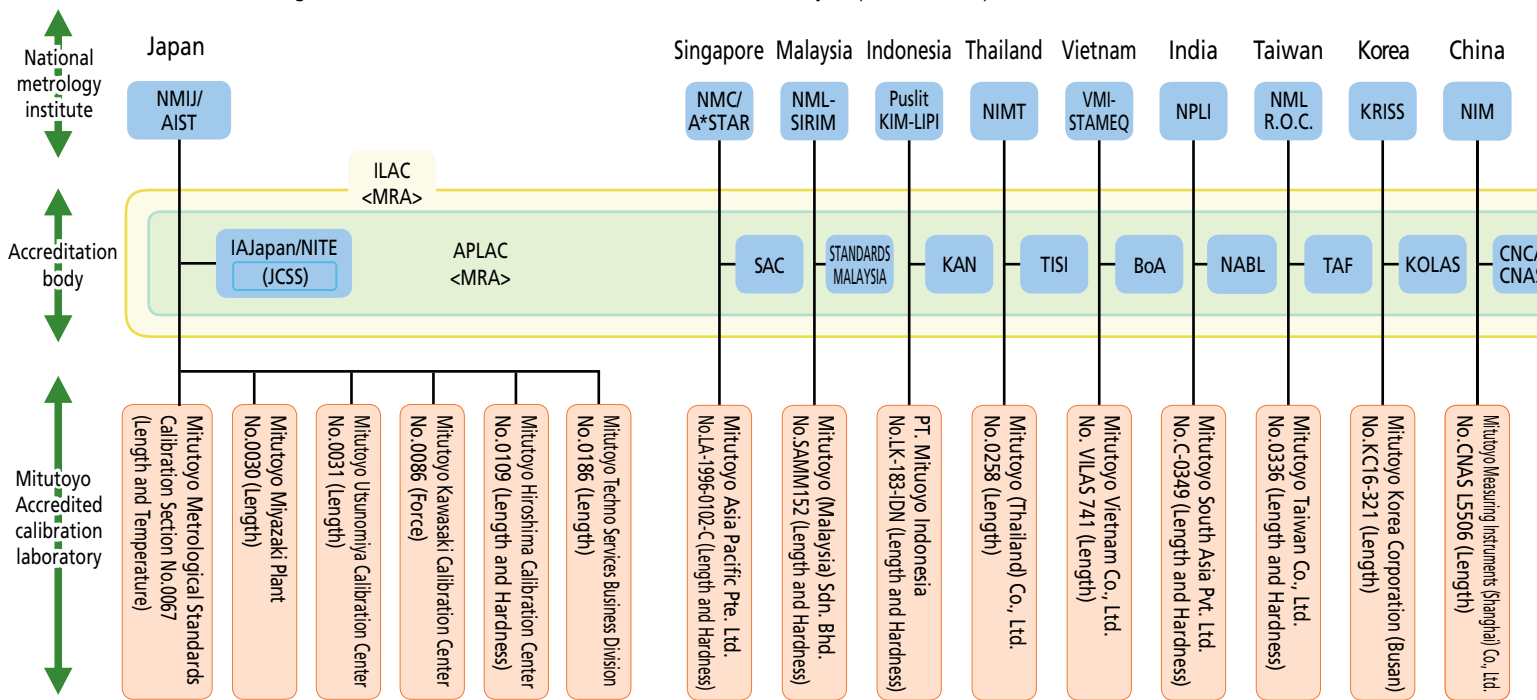 National
metrology
institute
Japan
Singapore
Malaysia
Indonesia
Thailand
Vietnam
India
Taiwan
Korea
China
NMIJ/
AIST
NMC/
A*STAR
NML-
SIRIM
Puslit
KIM-LIPI
NIMT
VMI-
STAMEQ
NPLI
NML
R.O.C.
KRISS
NIM
ILAC
<MRA>
Accreditation
body
IAJapan/NITE
(JCSS)
APLAC
<MRA>
SAC
STANDARDS
MALAYSIA
KAN
TISI
BoA
NABL
TAF
KOLAS
CNCA
CNAS
Mitutoyo
Accredited
calibration
laboratory
Mitutoyo Metrological Standards
Calibration Section No.0067
(Length and Temperature)
Mitutoyo Miyazaki Plant
No.0030 (Length)
Mitutoyo Utsunomiya Calibration Center
No.0031 (Length)
Mitutoyo Kawasaki Calibration Center
No.0086 (Force)
Mitutoyo Hiroshima Calibration Center
No.0109 (Length and Hardness)
Mitutoyo Techno Services Business Division
No.0186 (Length)
Mitutoyo Asia Pacific Pte. Ltd.
No.LA-1996-0102-C (Length and Hardness)
Mitutoyo (Malaysia) Sdn. Bhd.
No.SAMM152 (Length and Hardness)
PT. Mituoyo Indonesia
No.LK-183-IDN (Length and Hardness)
Mitutoyo (Thailand) Co., Ltd.
No.0258 (Length)
Mitutoyo Vietnam Co., Ltd.
No. VILAS 741 (Length)
Mitutoyo South Asia Pvt. Ltd.
No.C-0349 (Length and Hardness)
Mitutoyo Taiwan Co., Ltd.
No.0336 (Length and Hardness)
Mitutoyo Korea Corporation (Busan)
No.KC16-321 (Length)
Mitutoyo Measuring Instruments (Shanghai) Co., Ltd.
No.CNAS L5506 (Length)